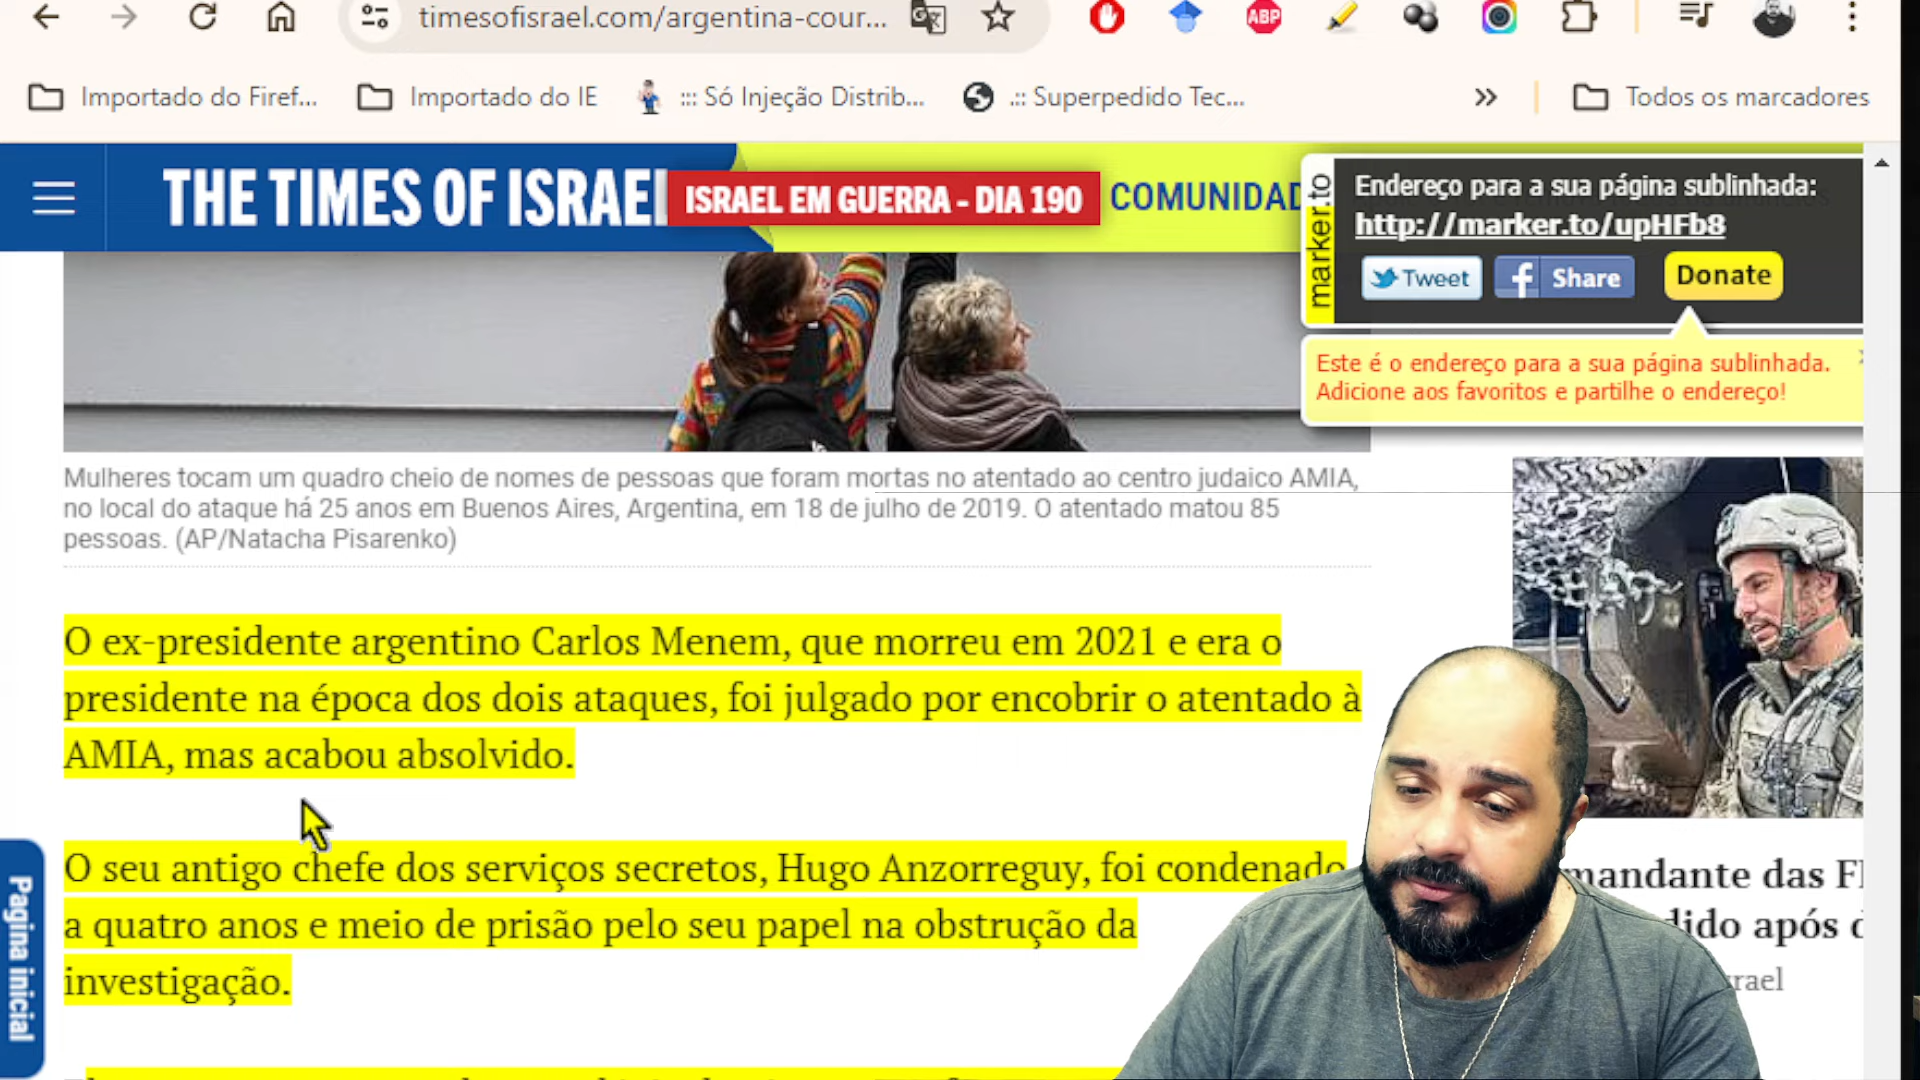 timesofisrael.com/argentina-cour...
ABP
Importado do Firef...
Importado do IE
::: Só Injeção Distrib...
.:: Superpedido Tec...
Todos os marcadores
THE TIMES OF ISRAEL
ISRAEL EM GUERRA - DIA 190
COMUNIDAD
marker.to
Endereço para a sua página sublinhada:
http://marker.to/upHFb8
Tweet
Share
Donate
Este é o endereço para a sua página sublinhada.
Adicione aos favoritos e partilhe o endereço!
Mulheres tocam um quadro cheio de nomes de pessoas que foram mortas no atentado ao centro judaico AMIA,
no local do ataque há 25 anos em Buenos Aires, Argentina, em 18 de julho de 2019. O atentado matou 85
pessoas. (AP/Natacha Pisarenko)
O ex-presidente argentino Carlos Menem, que morreu em 2021 e era o
presidente na época dos dois ataques, foi julgado por encobrir o atentado à
AMIA, mas acabou absolvido.
O seu antigo chefe dos serviços secretos, Hugo Anzorreguy, foi condenado
a quatro anos e meio de prisão pelo seu papel na obstrução da
investigação.
mandante das F
dido após d
rael
Pagina inicial